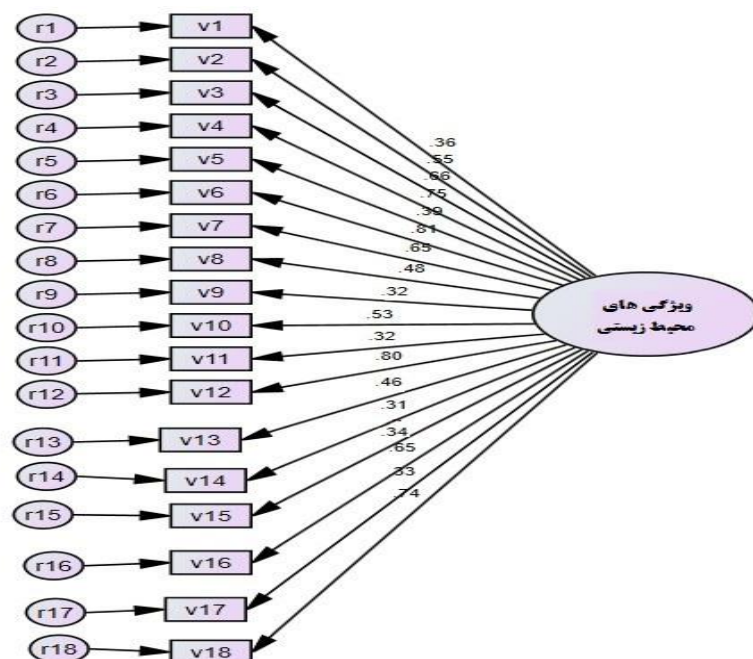 r1 v1
r2 v2
r3 v3
r4 v4
r5 v5
r6 v6
r7 v7
r8 v8
r9 v9
r10 v10
r11 v11
r12 v12
r13 v13
r14 v14
r15 v15
r16 v16
r17 v17
r18 v18
.36
.55
.66
.75
.39
.81
.65
.48
.32
.53
.32
.80
.46
.31
.34
.65
.33
.74
ویژگی های
محیط زیستی